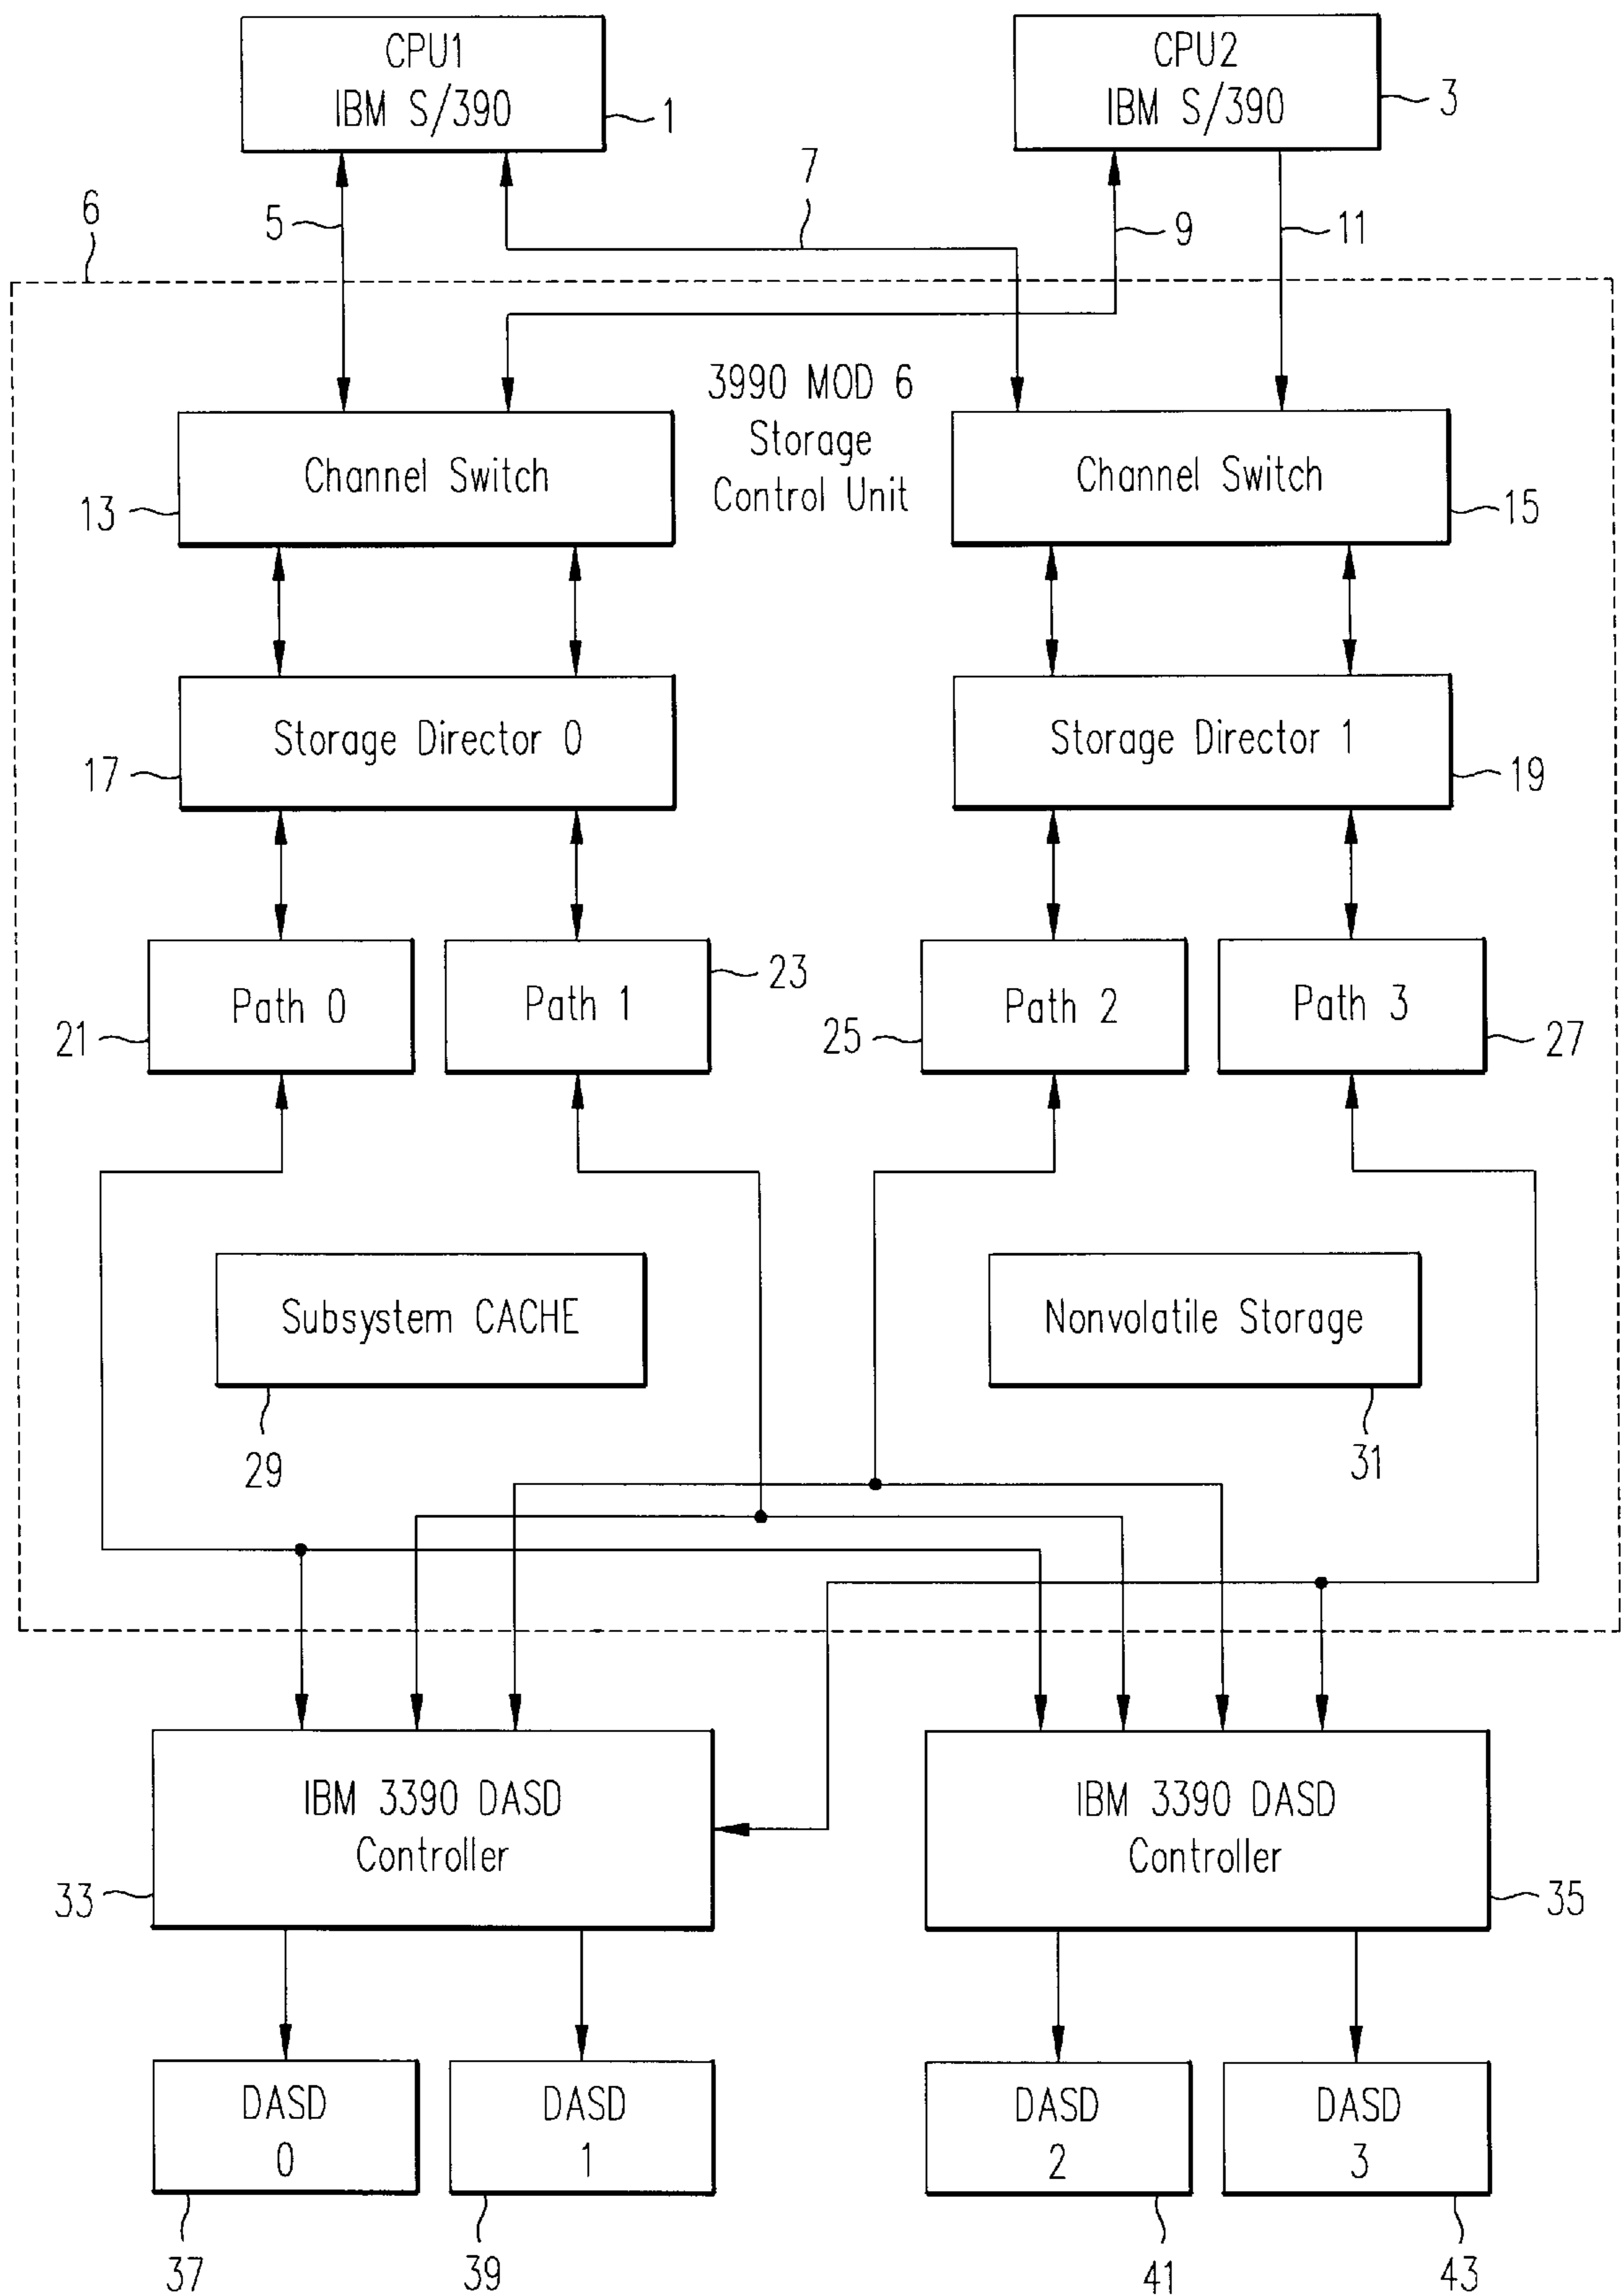 CPU1
IBM S/390
1
CPU2
IBM S/390
3
6
5
7
9
11
3990 MOD 6
Storage
Control Unit
Channel Switch
13
Channel Switch
15
Storage Director 0
17
Storage Director 1
19
Path 0
21
Path 1
23
Path 2
25
Path 3
27
Subsystem CACHE
29
Nonvolatile Storage
31
IBM 3390 DASD
Controller
33
IBM 3390 DASD
Controller
35
DASD
0
37
DASD
1
39
DASD
2
41
DASD
3
43